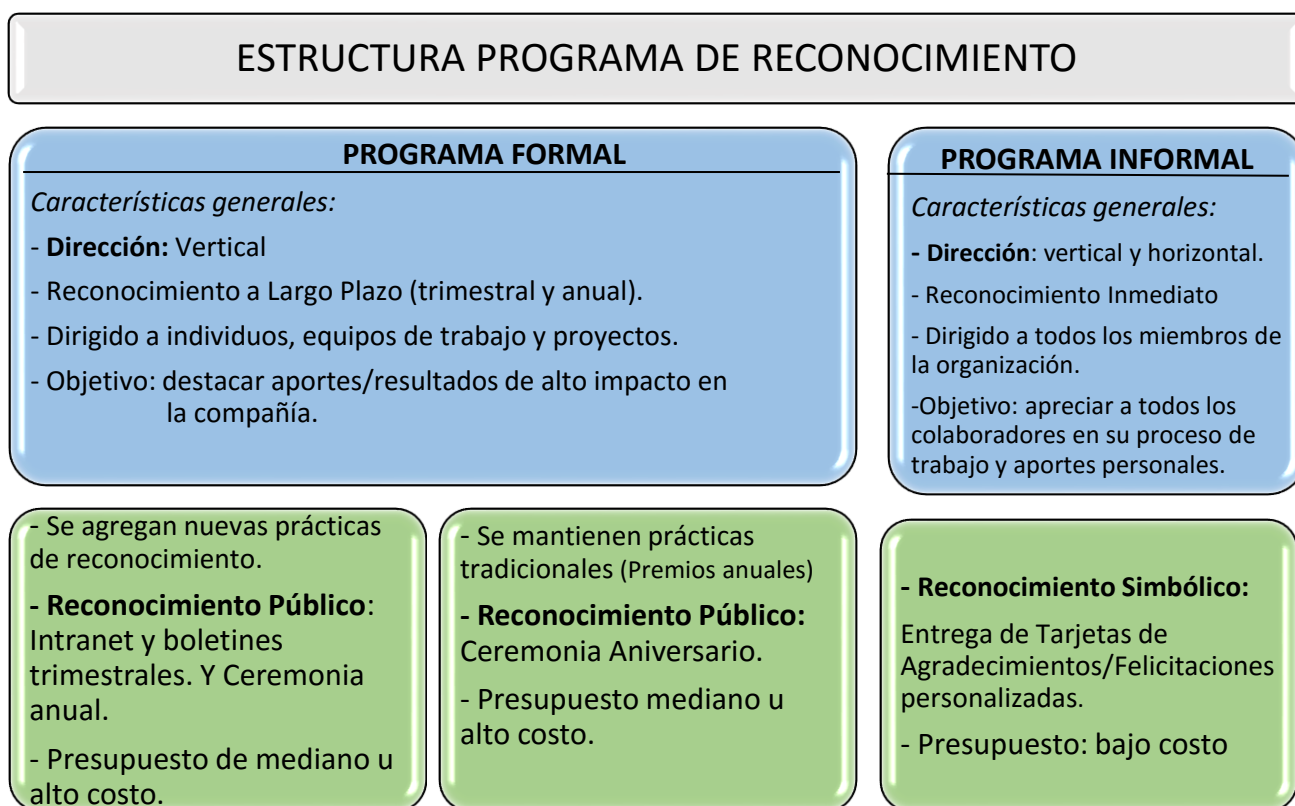 ESTRUCTURA PROGRAMA DE RECONOCIMIENTO
PROGRAMA FORMAL
Características generales:
- Dirección: Vertical
- Reconocimiento a Largo Plazo (trimestral y anual).
- Dirigido a individuos, equipos de trabajo y proyectos.
- Objetivo: destacar aportes/resultados de alto impacto en
la compañía.
PROGRAMA INFORMAL
Características generales:
- Dirección: vertical y horizontal.
- Reconocimiento Inmediato
- Dirigido a todos los miembros de
la organización.
-Objetivo: apreciar a todos los
colaboradores en su proceso de
trabajo y aportes personales.
- Se agregan nuevas prácticas
de reconocimiento.
- Reconocimiento Público:
Intranet y boletines
trimestrales. Y Ceremonia
anual.
- Presupuesto de mediano u
alto costo.
- Se mantienen prácticas
tradicionales (Premios anuales)
- Reconocimiento Público:
Ceremonia Aniversario.
- Presupuesto mediano u
alto costo.
- Reconocimiento Simbólico:
Entrega de Tarjetas de
Agradecimientos/Felicitaciones
personalizadas.
- Presupuesto: bajo costo